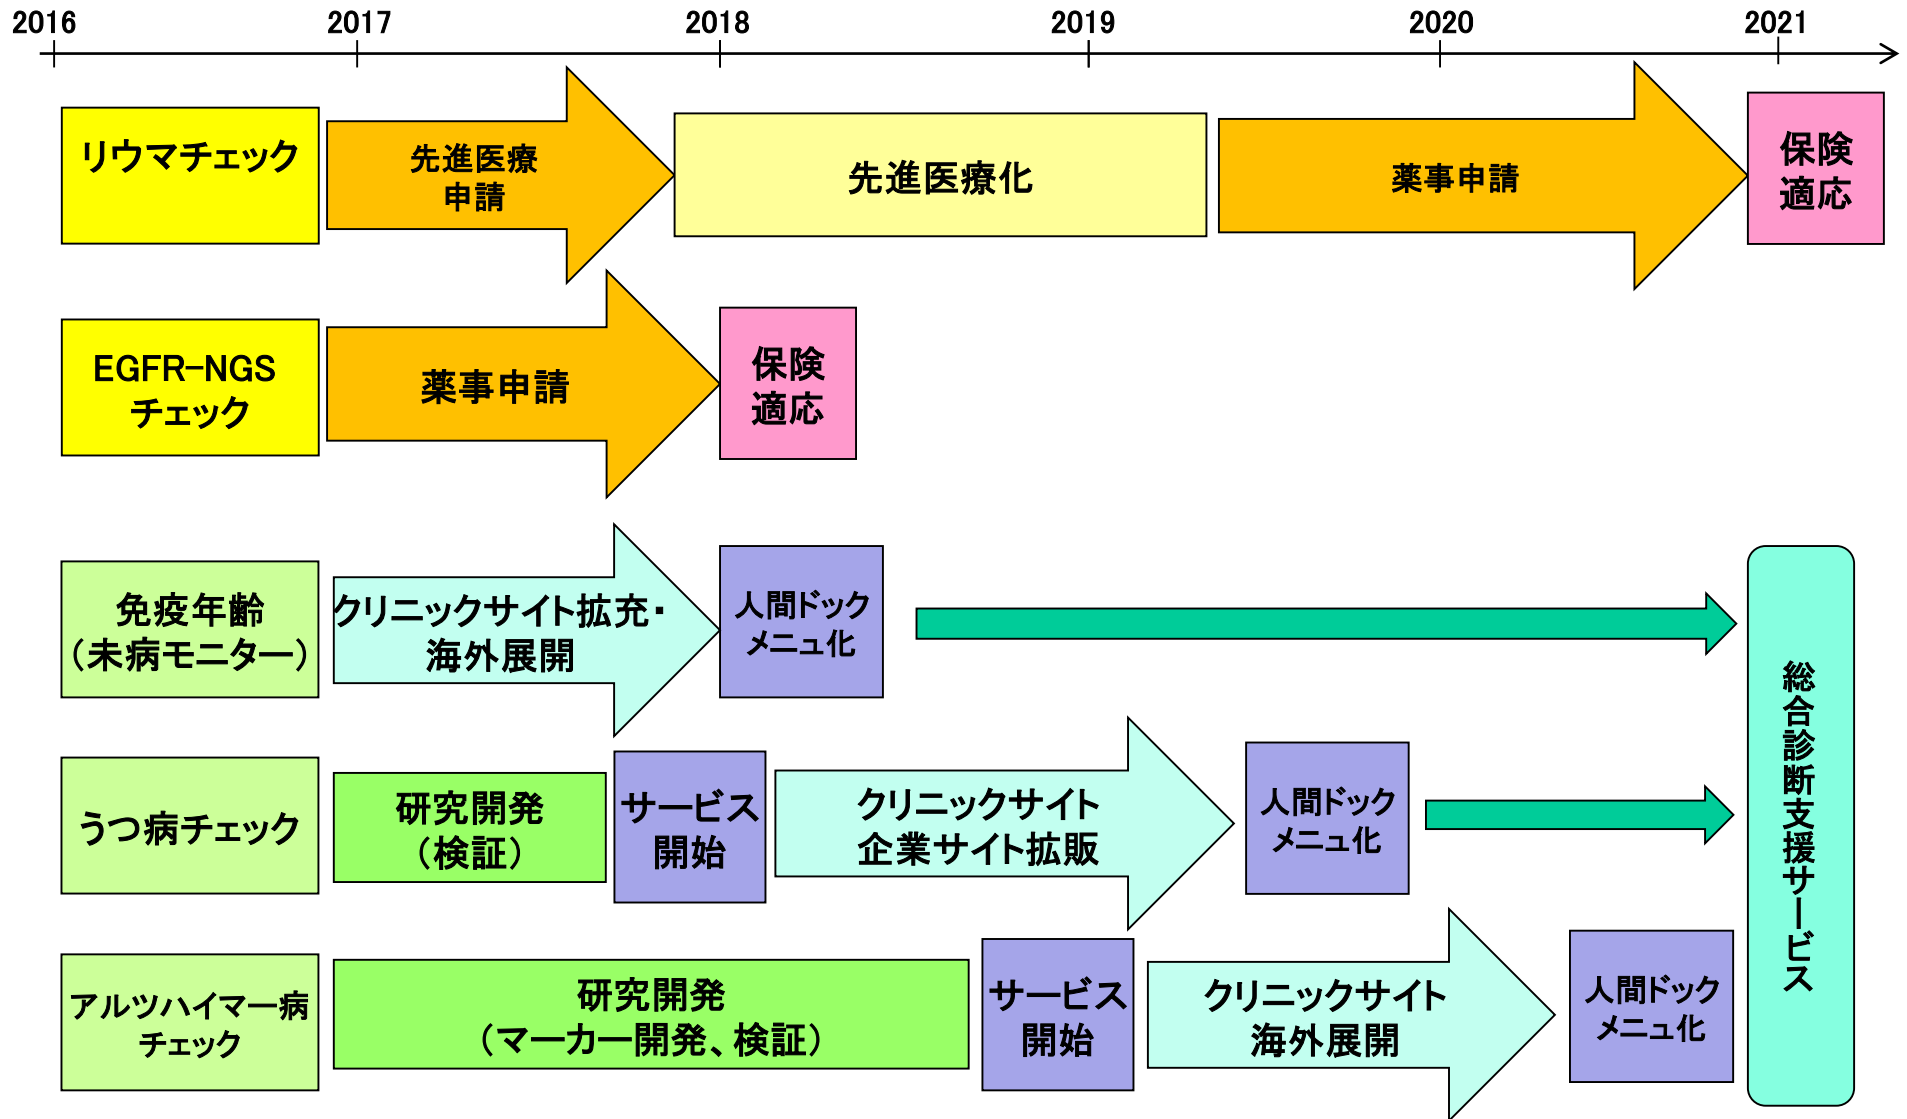 2016 2017 2018 2019 2020 2021
リウマチェック
先進医療
申請
先進医療化
薬事申請
保険
適応
EGFR-NGS
チェック
薬事申請
保険
適応
免疫年齢
（未病モニター）
クリニックサイト拡充・
海外展開
人間ドック
メニュ化
うつ病チェック
研究開発
（検証）
サービス
開始
クリニックサイト
企業サイト拡販
人間ドック
メニュ化
アルツハイマー病
チェック
研究開発
（マーカー開発、検証）
サービス
開始
クリニックサイト
海外展開
人間ドック
メニュ化
総合診断支援サービス